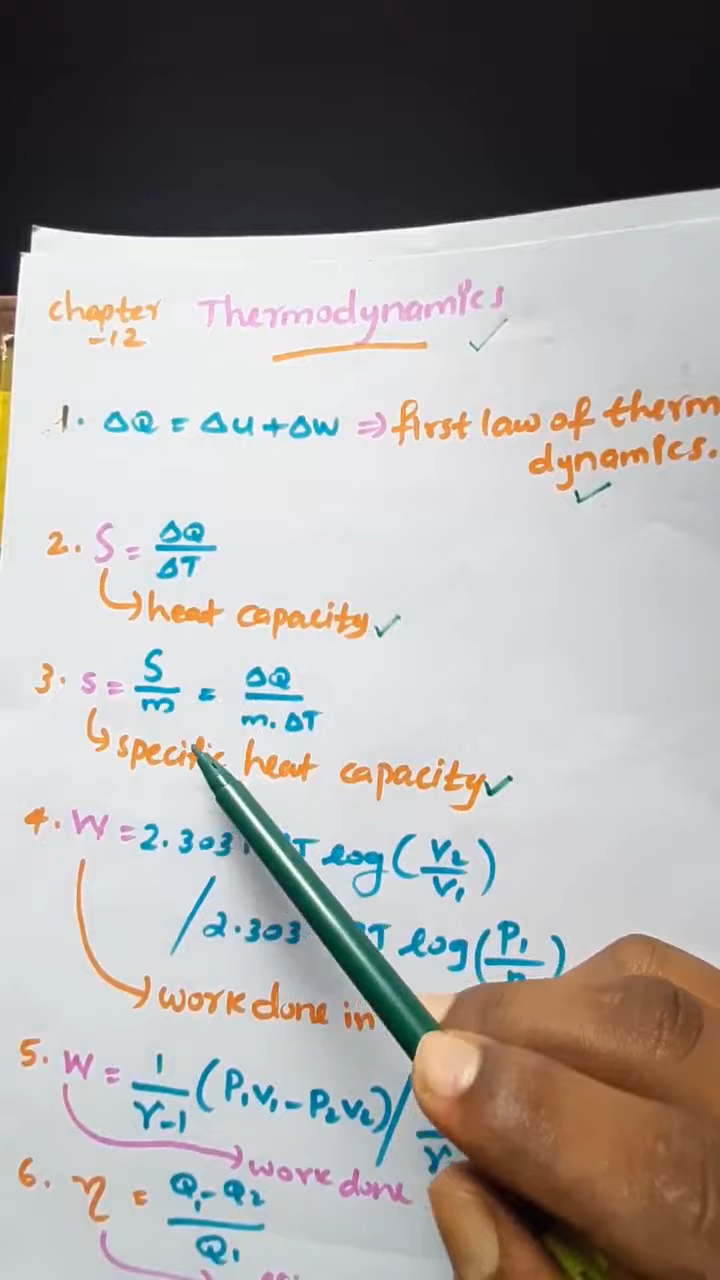 Chapter -12 Thermodynamics
1. ΔQ = ΔU + ΔW ⇒ first law of therm
dynamics.
2. S = ΔQ/ΔT
heat capacity
3. s = S/m = ΔQ/m.ΔT
specific heat capacity
4. W = 2.303 T log(V₂/V₁)
/2.303 T log(P₁/
work done in
5. W = 1/γ-1 (P₁V₁ - P₂V₂)/
work done
6. η = Q₁-Q₂/Q₁